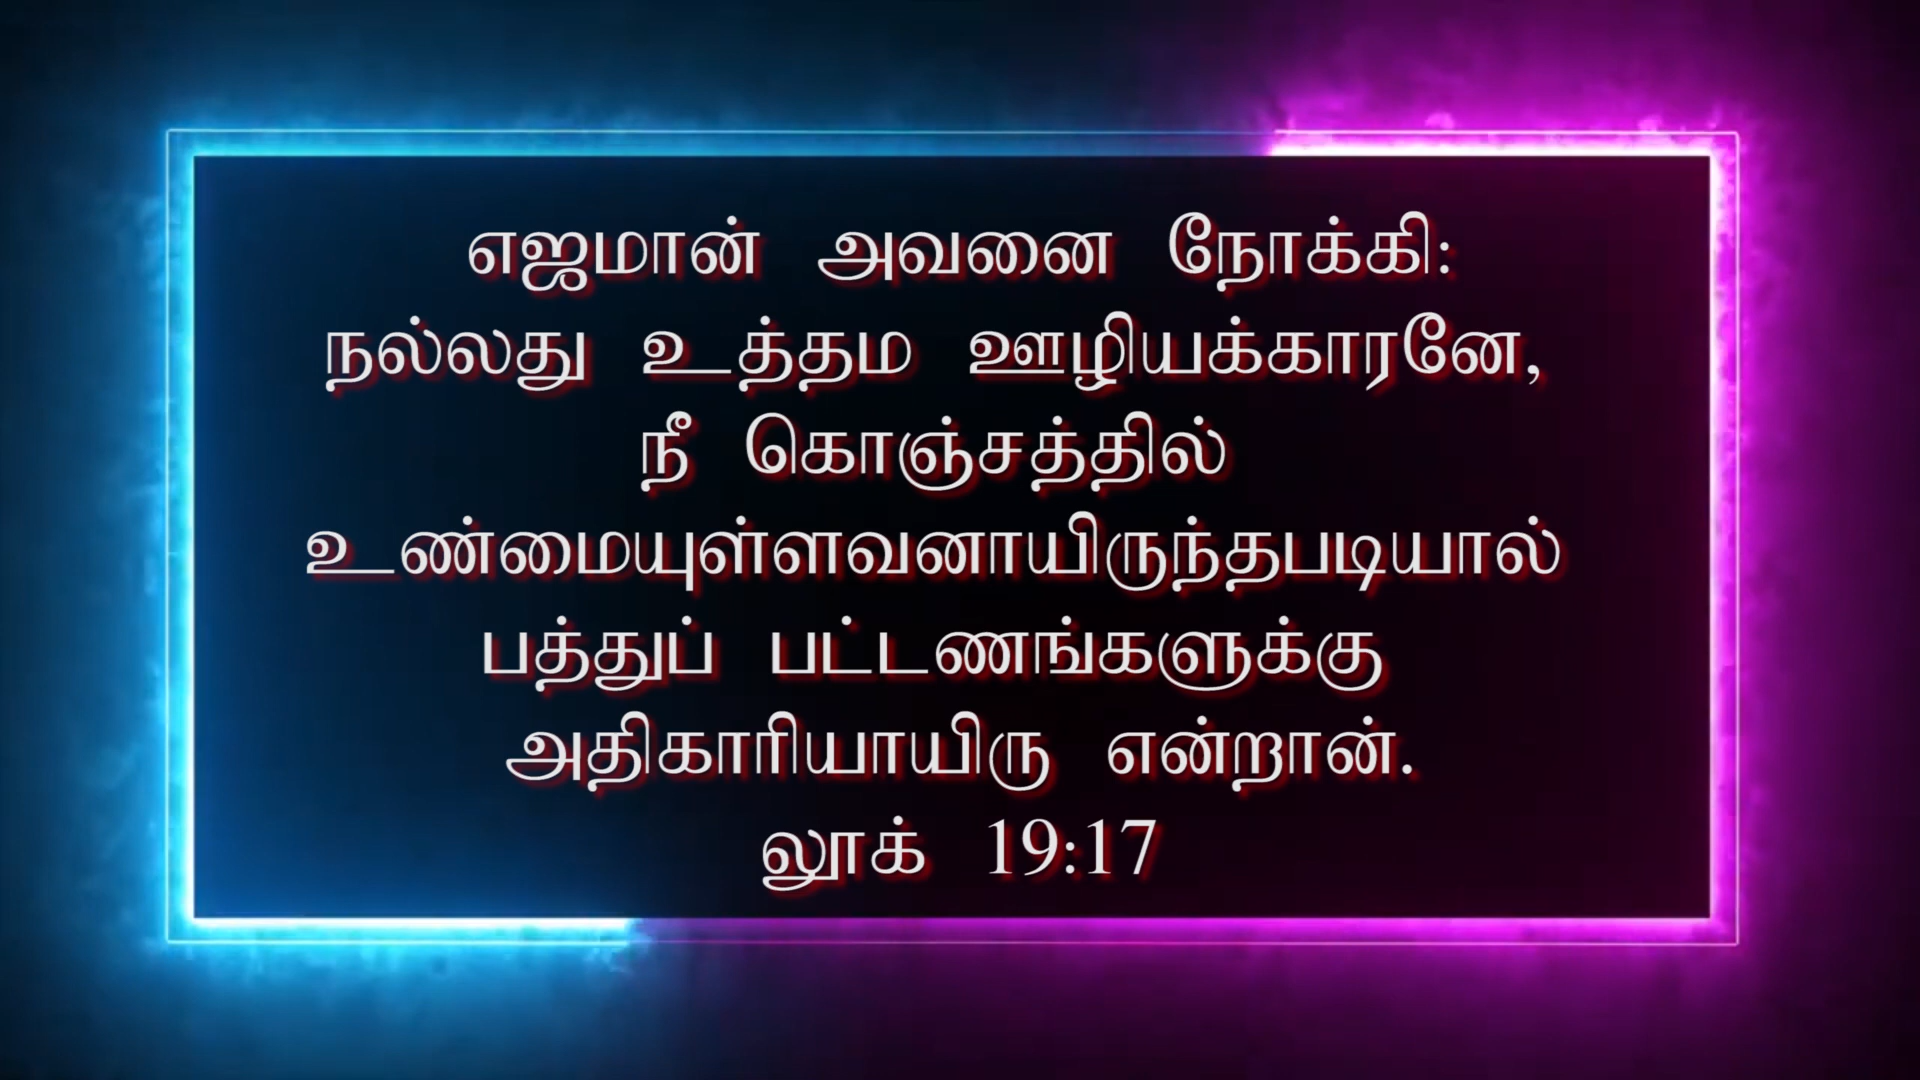 எஜமான் அவனை நோக்கி:
நல்லது உத்தம ஊழியக்காரனே,
நீ கொஞ்சத்தில்
உண்மையுள்ளவனாயிருந்தபடியால்
பத்துப் பட்டணங்களுக்கு
அதிகாரியாயிரு என்றான்.
லூக் 19:17